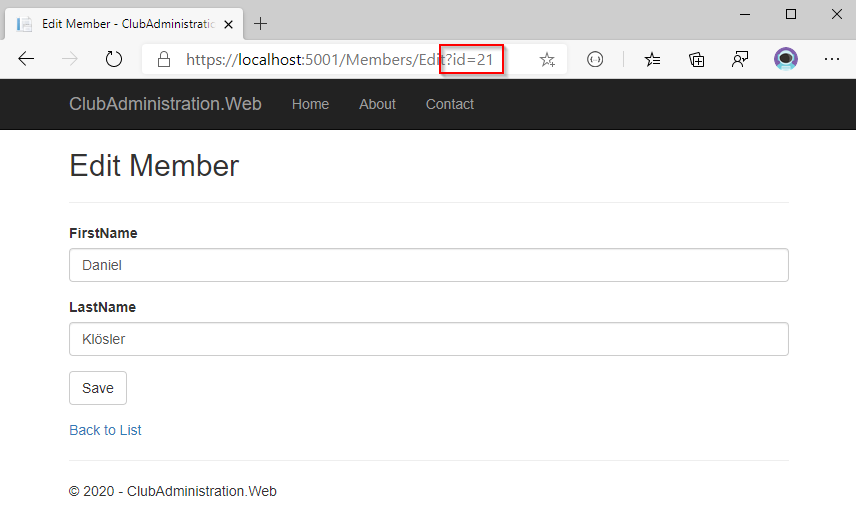 Edit Member - ClubAdministratic
https://localhost:5001/Members/Edit?id=21
ClubAdministration.Web Home About Contact
Edit Member
FirstName
Daniel
LastName
Klösler
Save
Back to List
© 2020 - ClubAdministration.Web